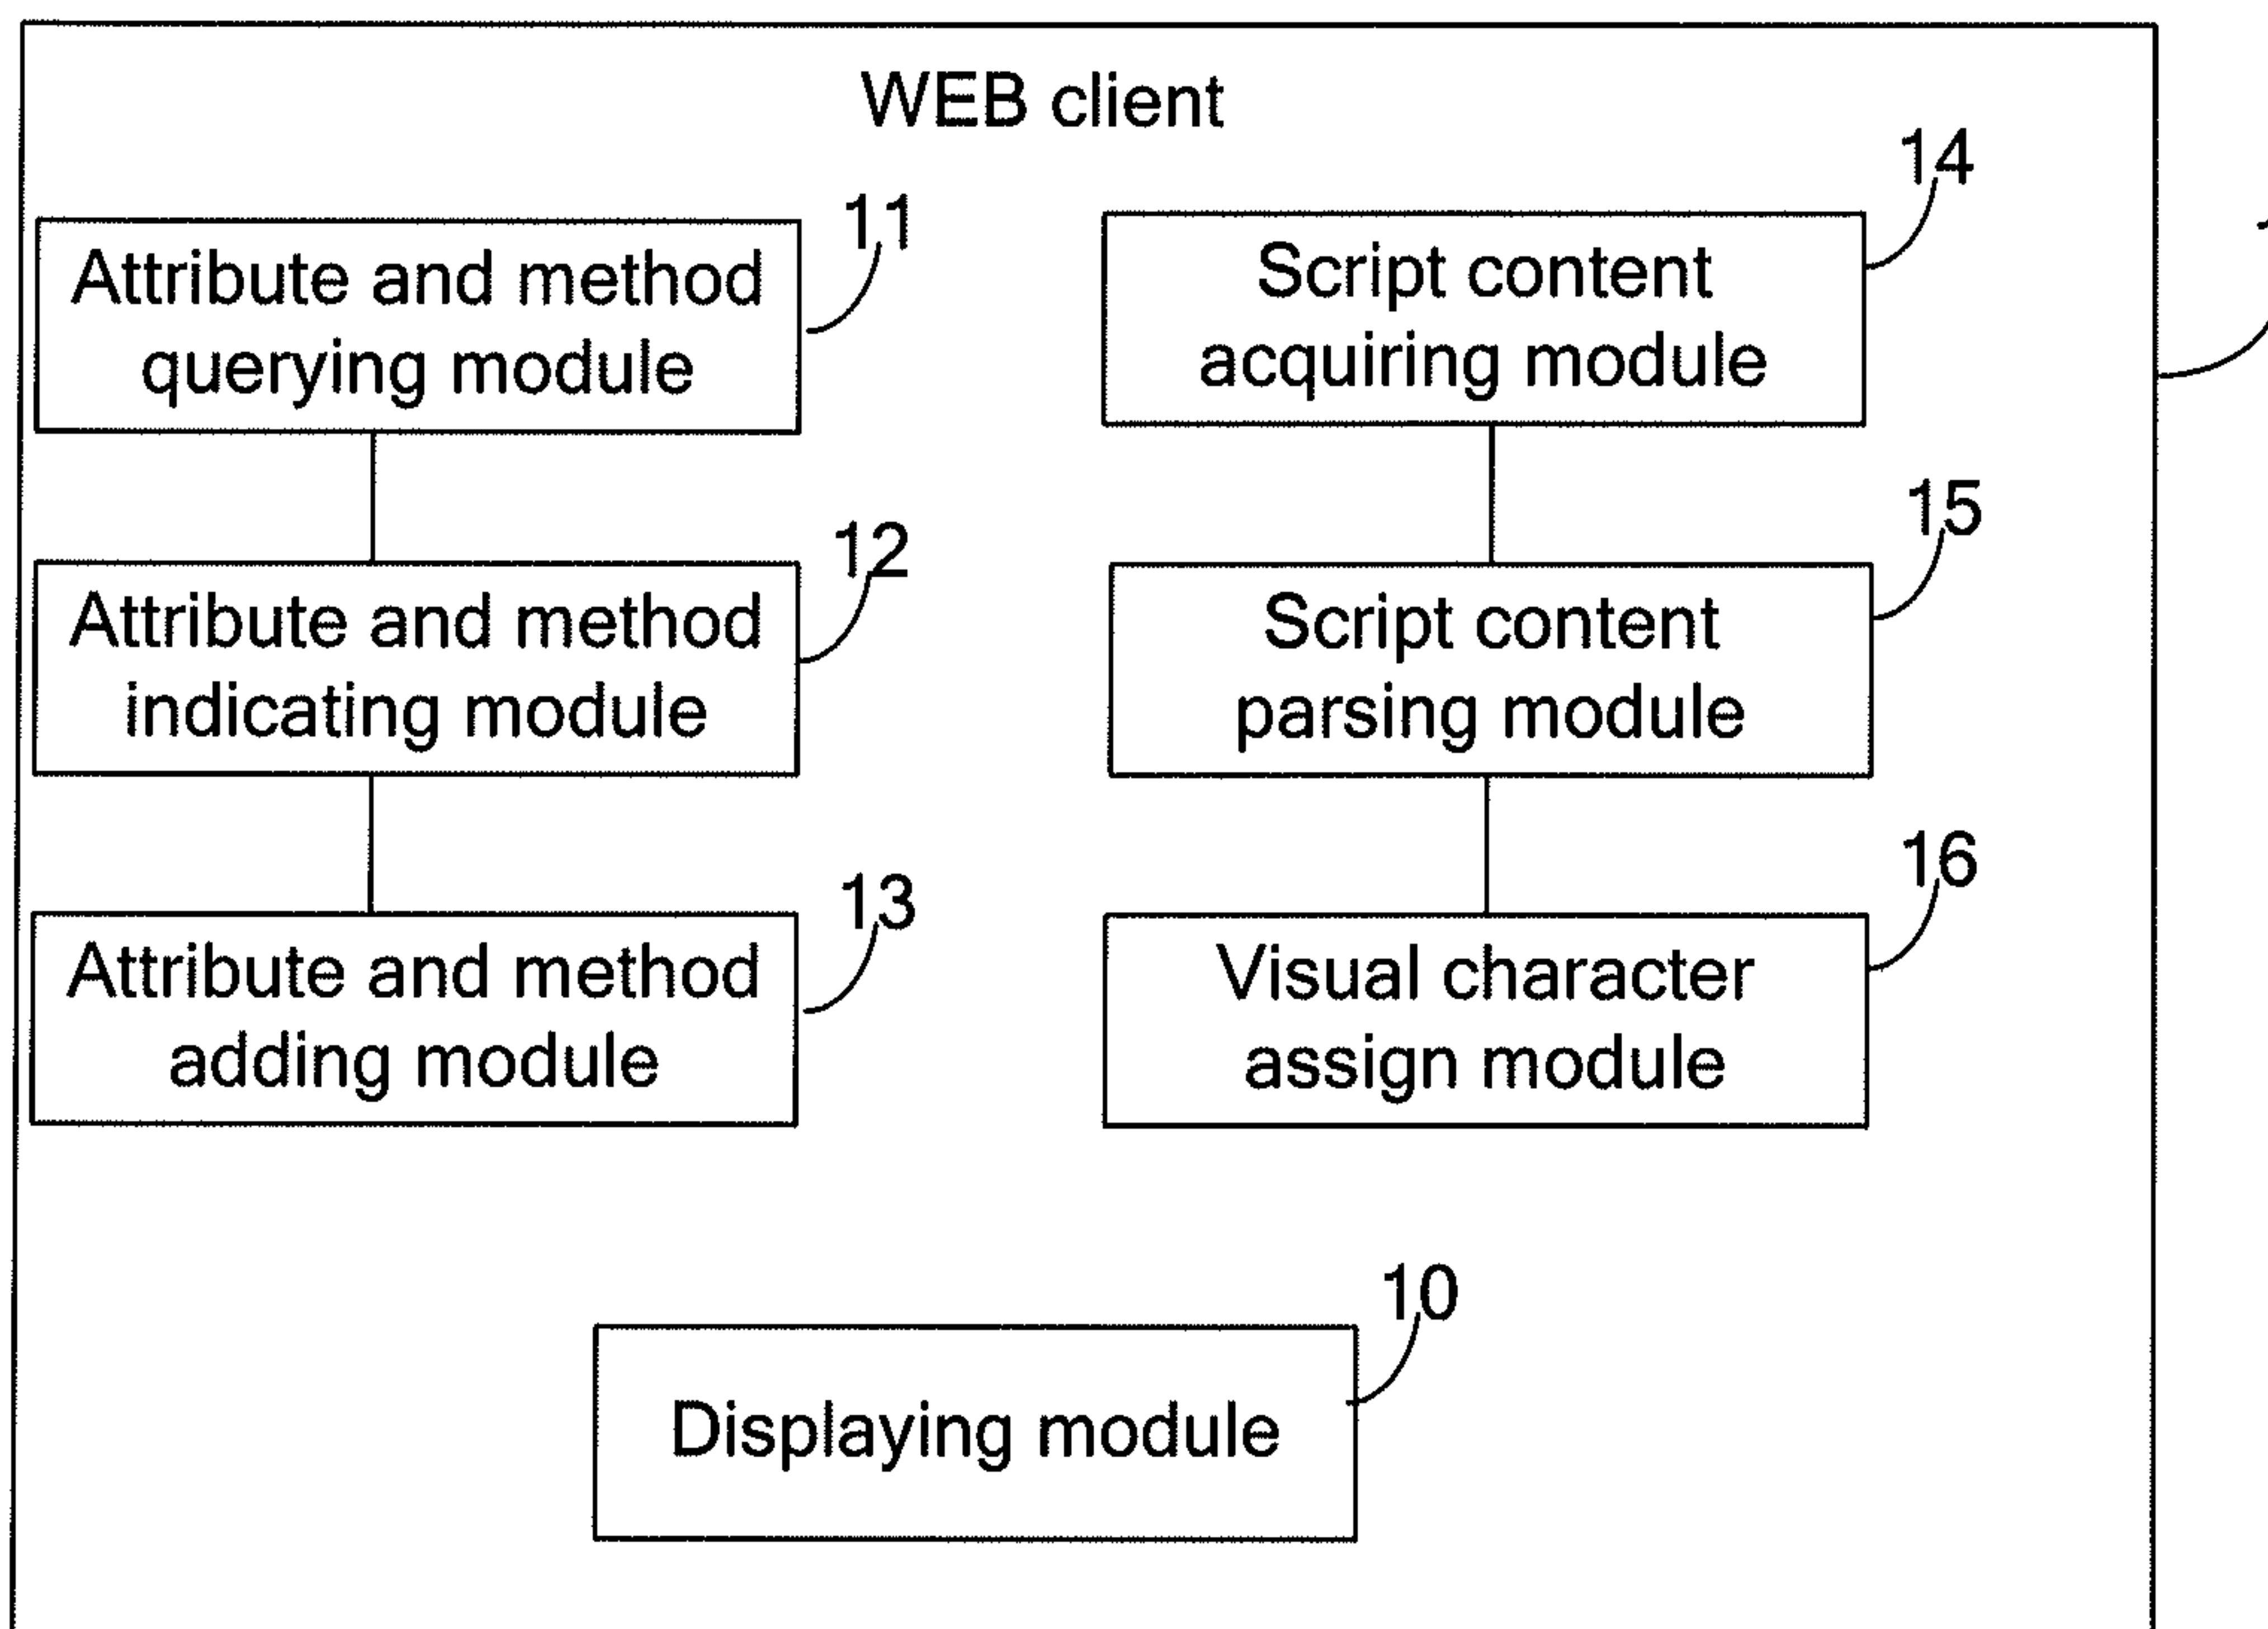 WEB client
11
Attribute and method
querying module
12
Attribute and method
indicating module
13
Attribute and method
adding module
14
Script content
acquiring module
15
Script content
parsing module
16
Visual character
assign module
10
Displaying module